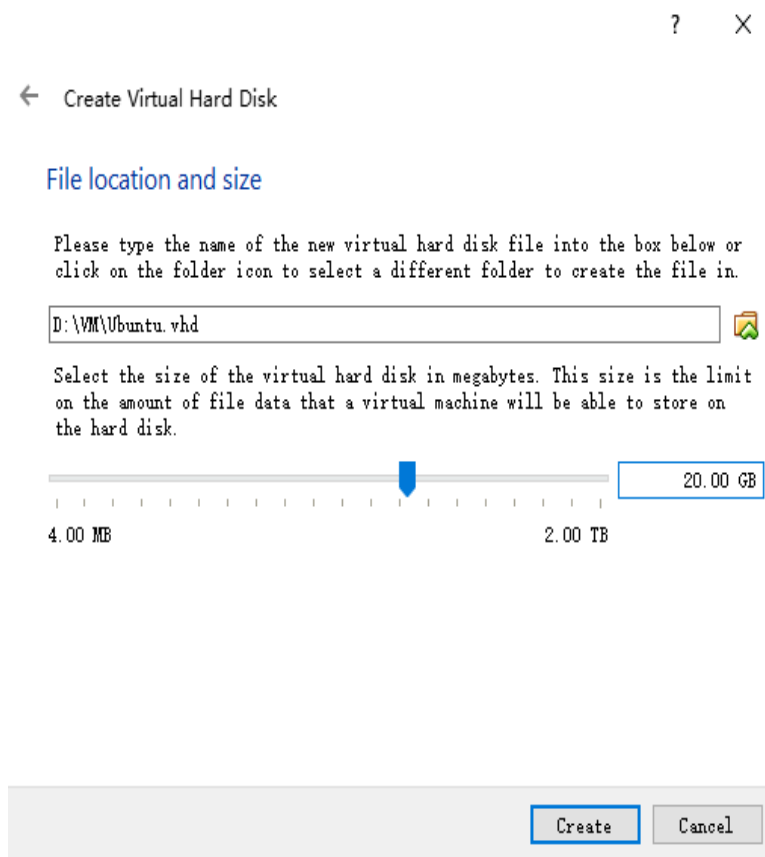 ?
Create Virtual Hard Disk
File location and size
Please type the name of the new virtual hard disk file into the box below or
click on the folder icon to select a different folder to create the file in.
D:\VM\Ubuntu.vhd
Select the size of the virtual hard disk in megabytes. This size is the limit
on the amount of file data that a virtual machine will be able to store on
the hard disk.
20.00 GB
4.00 MB 2.00 TB
Create Cancel